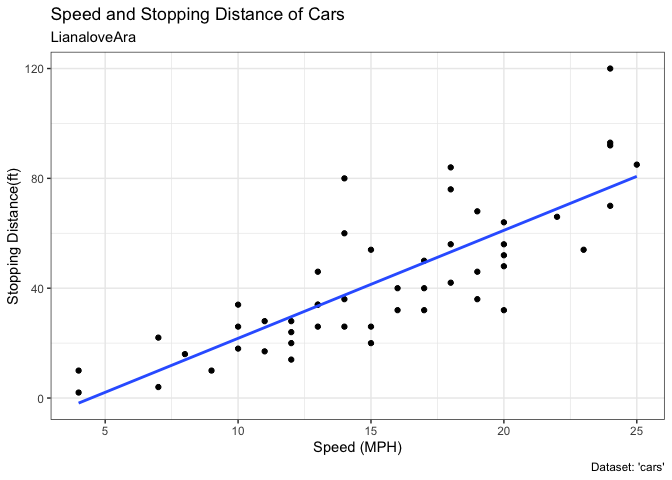 Speed and Stopping Distance of Cars
LianaloveAra
120
80
40
0
Stopping Distance(ft)
5
10
15
20
25
Speed (MPH)
Dataset: 'cars'